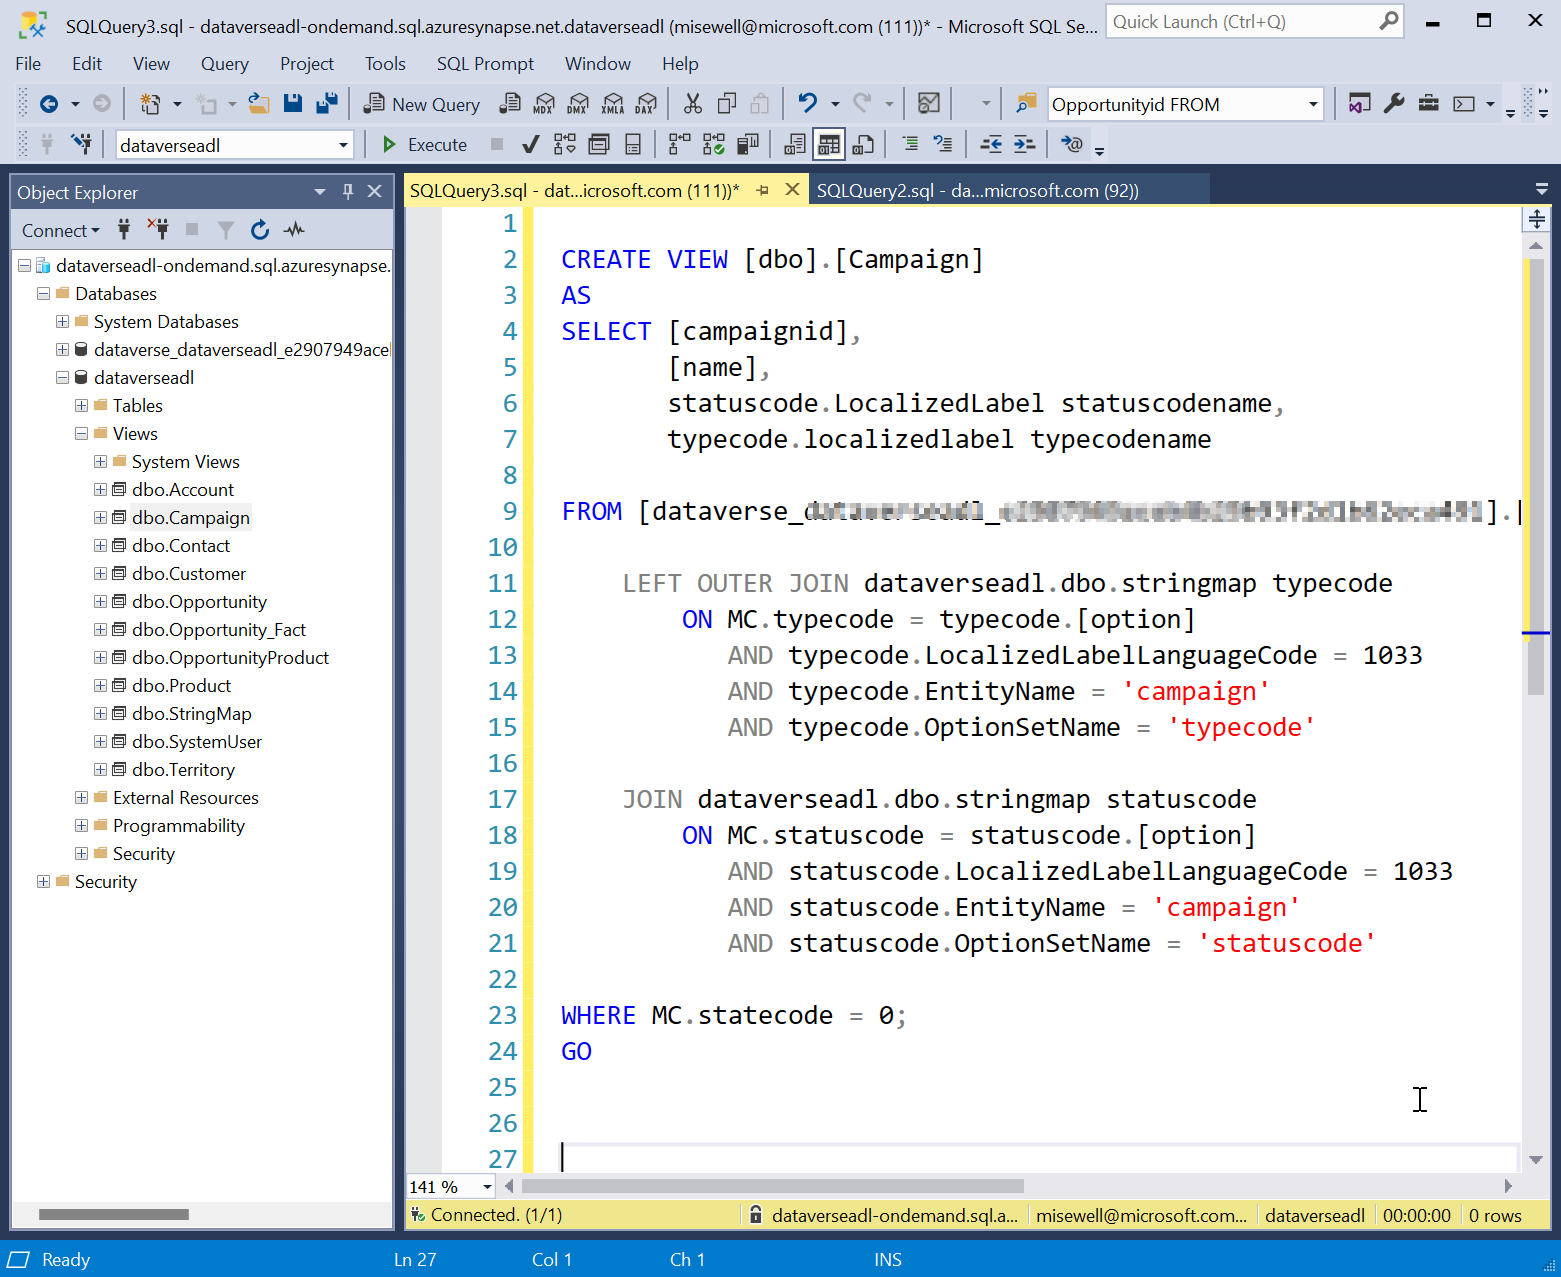 SQLQuery3.sql - dataverseadl-ondemand.sql.azuresynapse.net.dataverseadl (misewell@microsoft.com (111))* - Microsoft SQL Se...
Quick Launch (Ctrl+Q)
File Edit View Query Project Tools SQL Prompt Window Help
New Query MDX DMX XMLA DAX Opportunityid FROM
dataverseadl Execute
Object Explorer
SQLQuery3.sql - dat...icrosoft.com (111))* SQLQuery2.sql - da...microsoft.com (92))
Connect
dataverseadl-ondemand.sql.azuresynapse.
Databases
System Databases
dataverse_dataverseadl_e2907949ace
dataverseadl
Tables
Views
System Views
dbo.Account
dbo.Campaign
dbo.Contact
dbo.Customer
dbo.Opportunity
dbo.Opportunity_Fact
dbo.OpportunityProduct
dbo.Product
dbo.StringMap
dbo.SystemUser
dbo.Territory
External Resources
Programmability
Security
Security
1
2 CREATE VIEW [dbo].[Campaign]
3 AS
4 SELECT [campaignid],
5 [name],
6 statuscode.LocalizedLabel statuscodename,
7 typecode.localizedlabel typecodename
8
9 FROM [dataverse_ ].[
10
11 LEFT OUTER JOIN dataverseadl.dbo.stringmap typecode
12 ON MC.typecode = typecode.[option]
13 AND typecode.LocalizedLabelLanguageCode = 1033
14 AND typecode.EntityName = 'campaign'
15 AND typecode.OptionSetName = 'typecode'
16
17 JOIN dataverseadl.dbo.stringmap statuscode
18 ON MC.statuscode = statuscode.[option]
19 AND statuscode.LocalizedLabelLanguageCode = 1033
20 AND statuscode.EntityName = 'campaign'
21 AND statuscode.OptionSetName = 'statuscode'
22
23 WHERE MC.statecode = 0;
24 GO
25
26
27
141 %
Connected. (1/1) dataverseadl-ondemand.sql.a... misewell@microsoft.com... dataverseadl 00:00:00 0 rows
Ready Ln 27 Col 1 Ch 1 INS